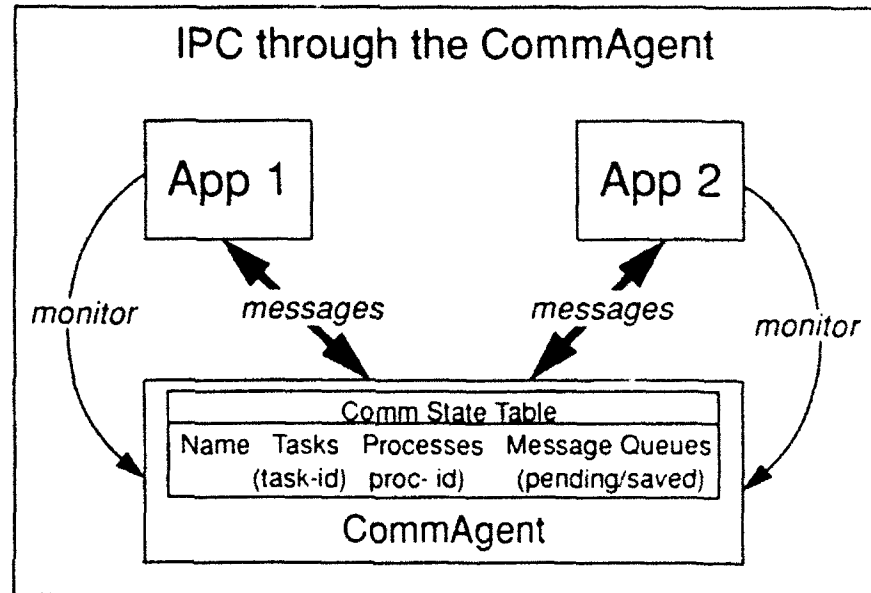 IPC through the CommAgent
App 1
App 2
monitor
messages
messages
monitor
Comm State Table
Name Tasks Processes Message Queues
(task-id) proc- id) (pending/saved)
CommAgent